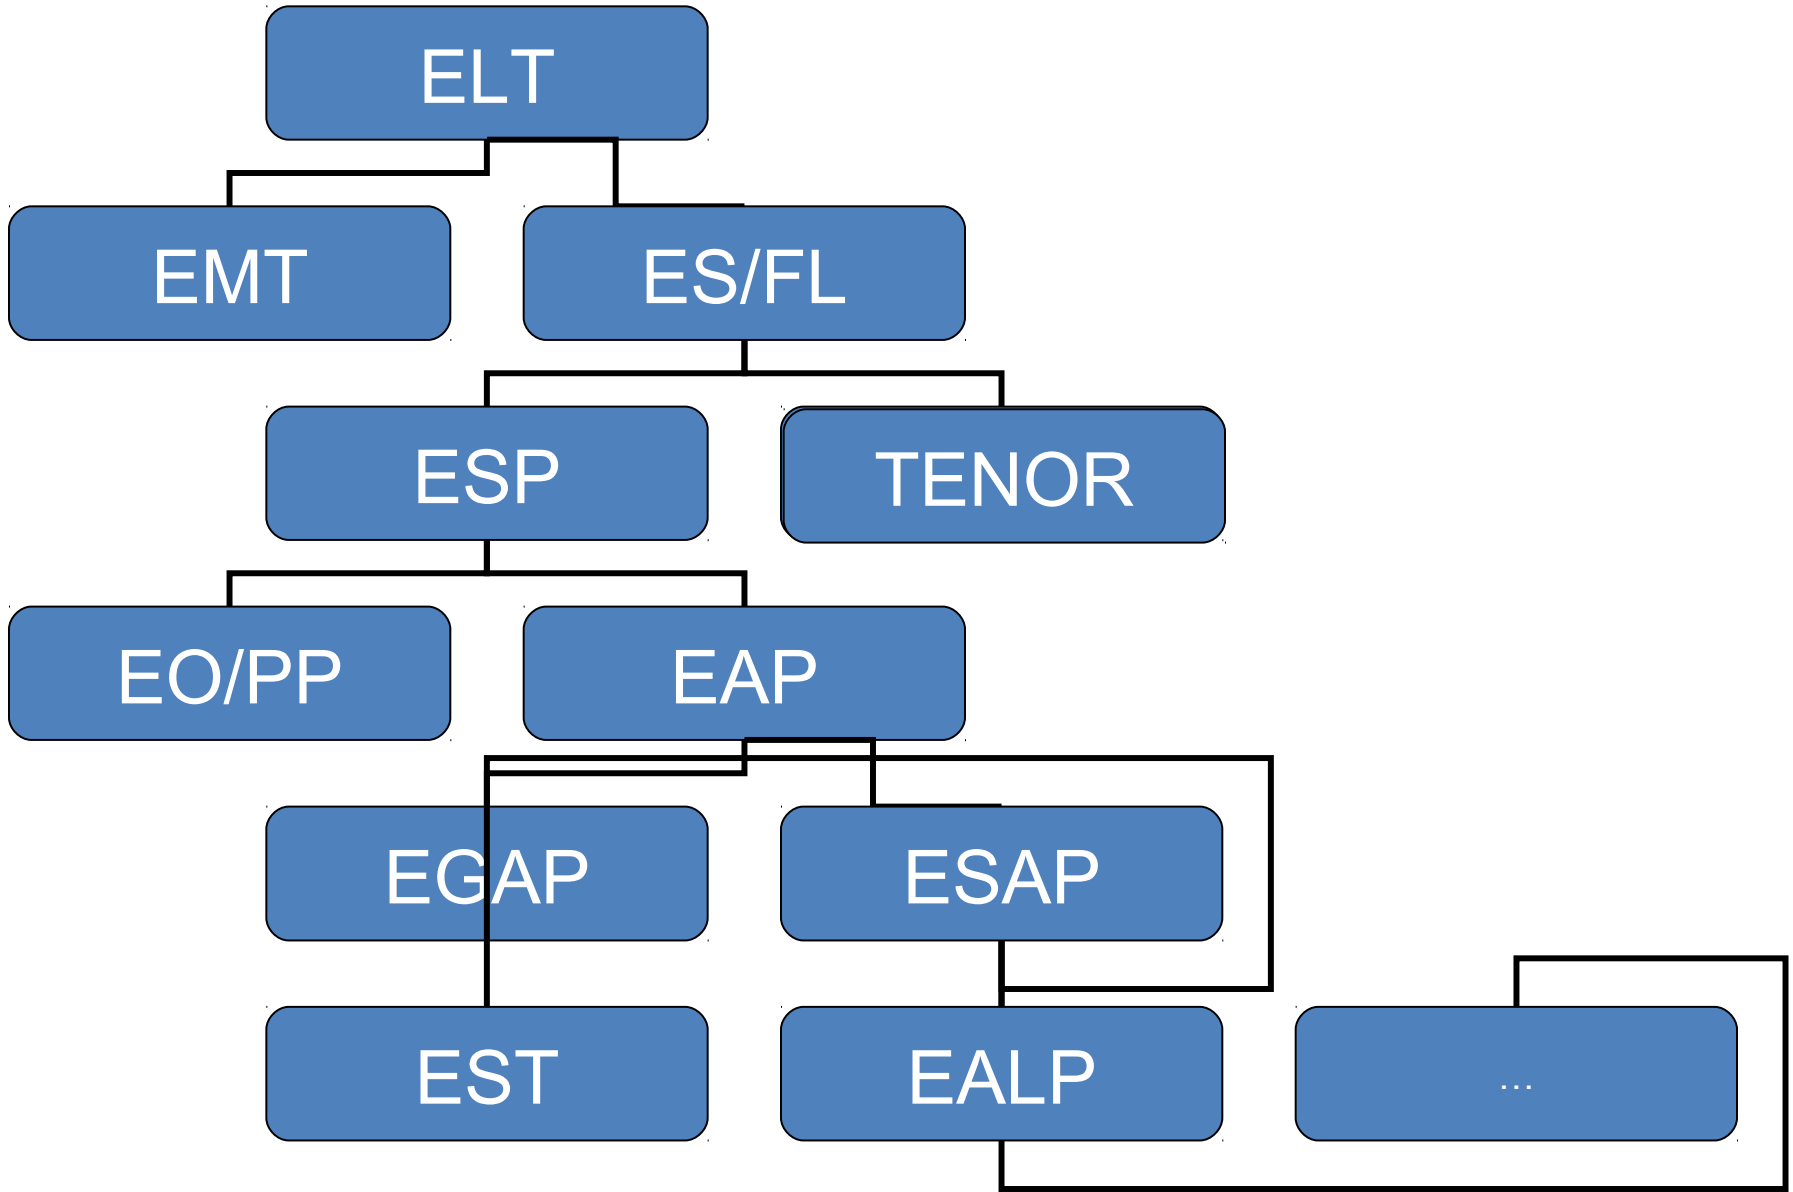 ELT
EMT
ES/FL
ESP
TENOR
EO/PP
EAP
EGAP
ESAP
EST
EALP
...